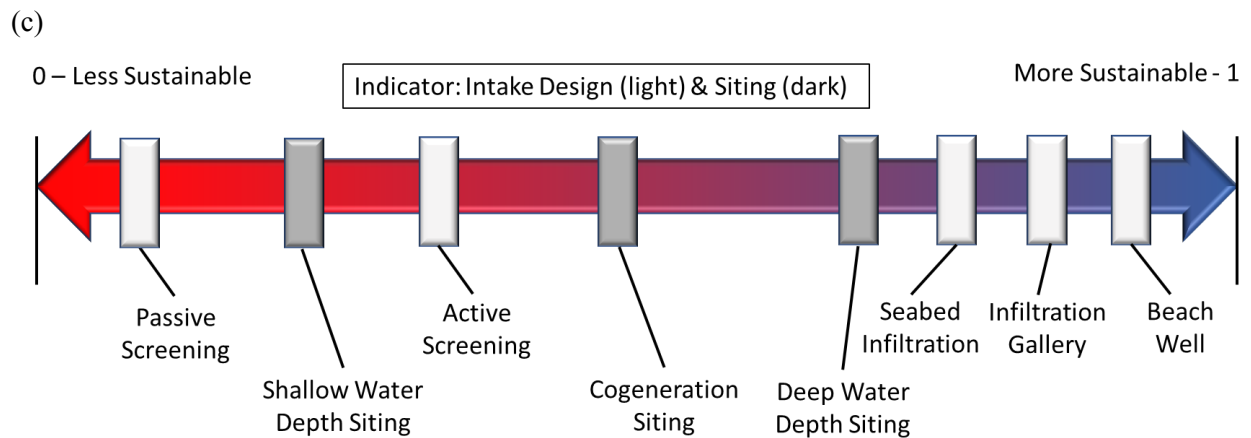 (c)
0 – Less Sustainable
Indicator: Intake Design (light) & Siting (dark)
More Sustainable - 1
Passive
Screening
Shallow Water
Depth Siting
Active
Screening
Cogeneration
Siting
Deep Water
Depth Siting
Seabed
Infiltration
Infiltration
Gallery
Beach
Well